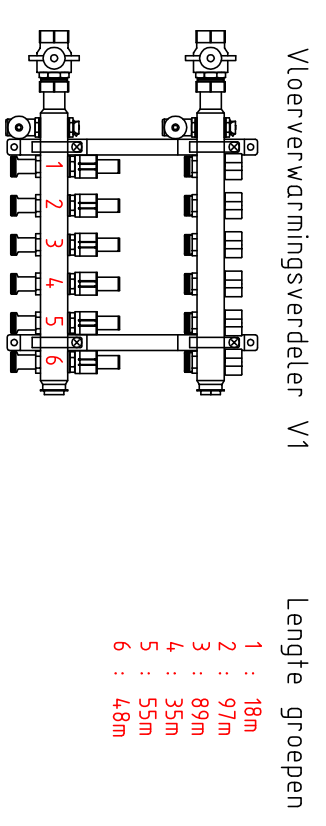 Vloerverwarmingsverdeler V1
1 2 3 4 5 6
Lengte groepen
1 : 18m
2 : 97m
3 : 89m
4 : 35m
5 : 55m
6 : 48m